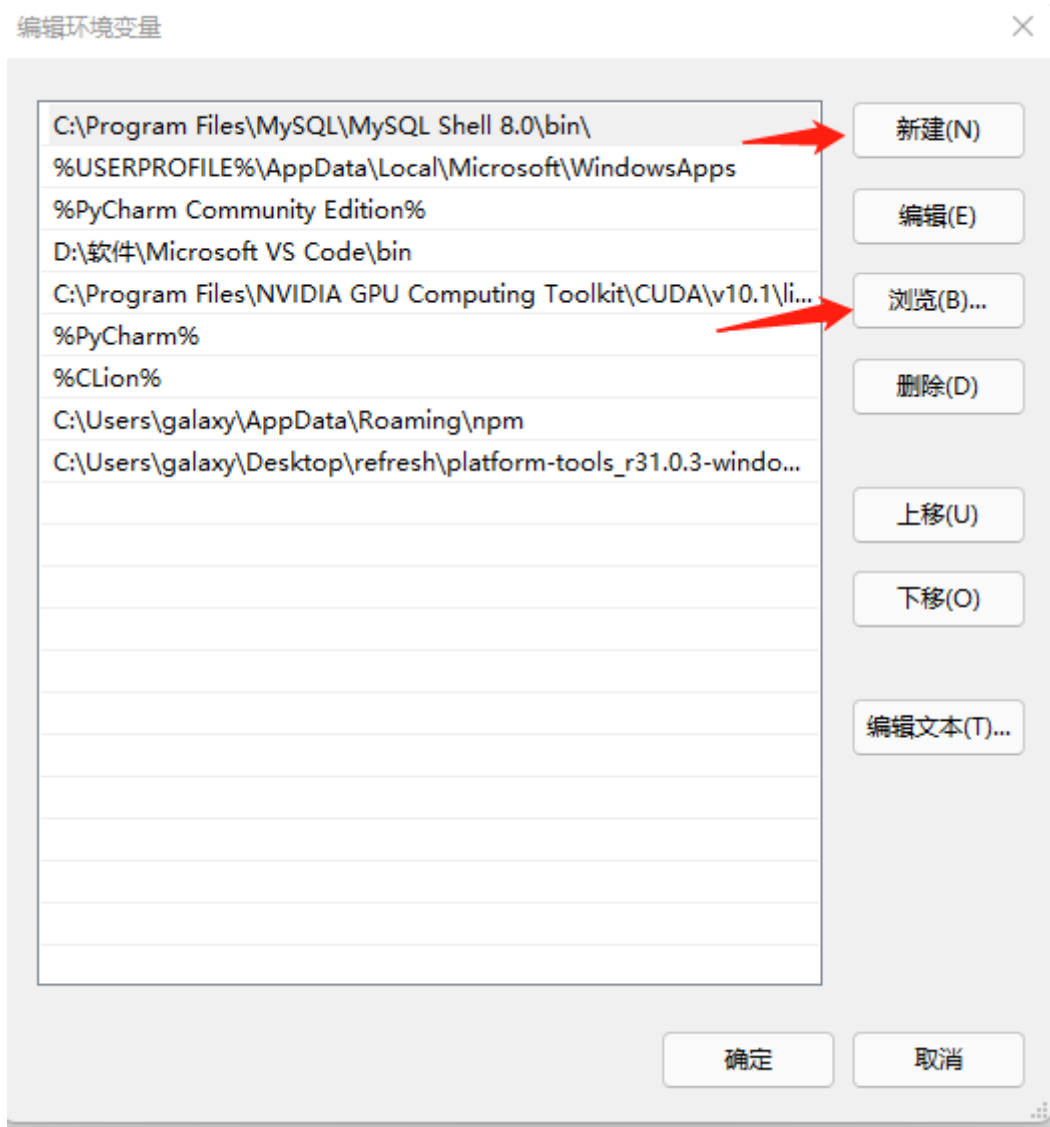 编辑环境变量
C:\Program Files\MySQL\MySQL Shell 8.0\bin\
%USERPROFILE%\AppData\Local\Microsoft\WindowsApps
%PyCharm Community Edition%
D:\软件\Microsoft VS Code\bin
C:\Program Files\NVIDIA GPU Computing Toolkit\CUDA\v10.1\li...
%PyCharm%
%CLion%
C:\Users\galaxy\AppData\Roaming\npm
C:\Users\galaxy\Desktop\refresh\platform-tools_r31.0.3-windo...
新建(N)
编辑(E)
浏览(B)...
删除(D)
上移(U)
下移(O)
编辑文本(T)...
确定
取消